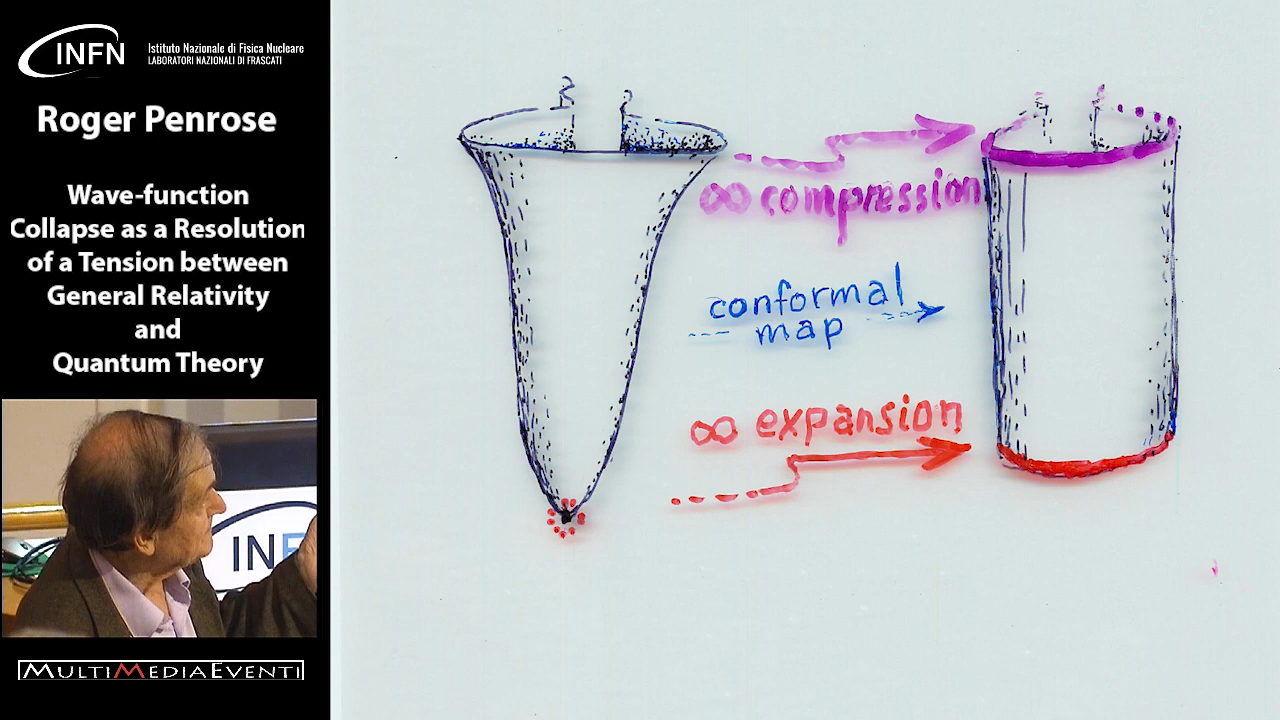 INFN
Istituto Nazionale di Fisica Nucleare
LABORATORI NAZIONALI DI FRASCATI
Roger Penrose
Wave-function
Collapse as a Resolution
of a Tension between
General Relativity
and
Quantum Theory
INF
MULTIMEDIAEVENTI
∞ compression
conformal
map
∞ expansion